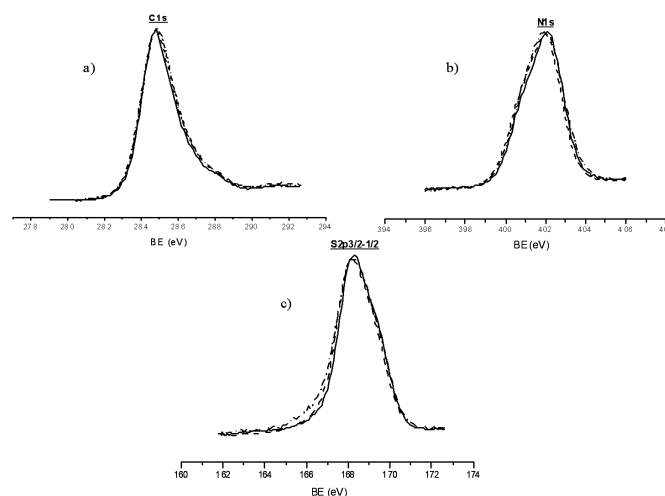 C1s
a)
278 280 282 284 286 288 290 292 294
BE (eV)
N1s
b)
394 396 398 400 402 404 406
BE (eV)
S2p3/2-1/2
c)
160 162 164 166 168 170 172 174
BE (eV)